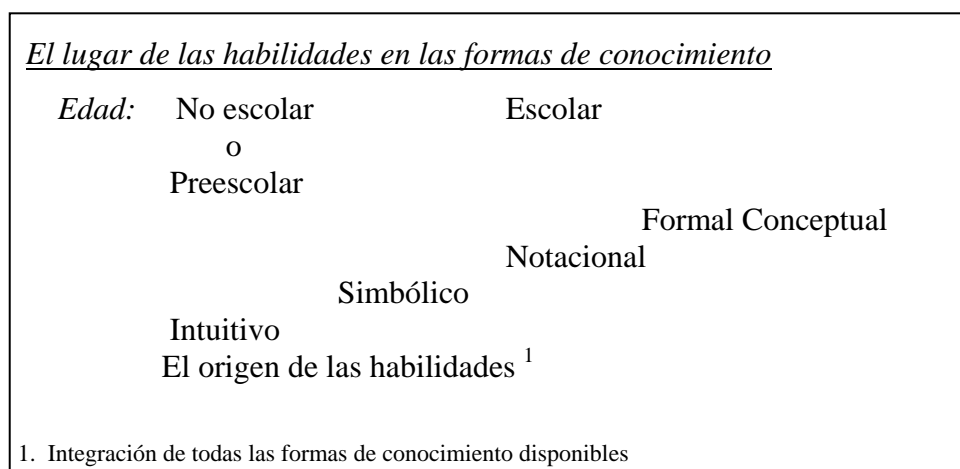 El lugar de las habilidades en las formas de conocimiento
Edad: No escolar Escolar
o
Preescolar
Formal Conceptual
Notacional
Simbólico
Intuitivo
El origen de las habilidades 1
1. Integración de todas las formas de conocimiento disponibles